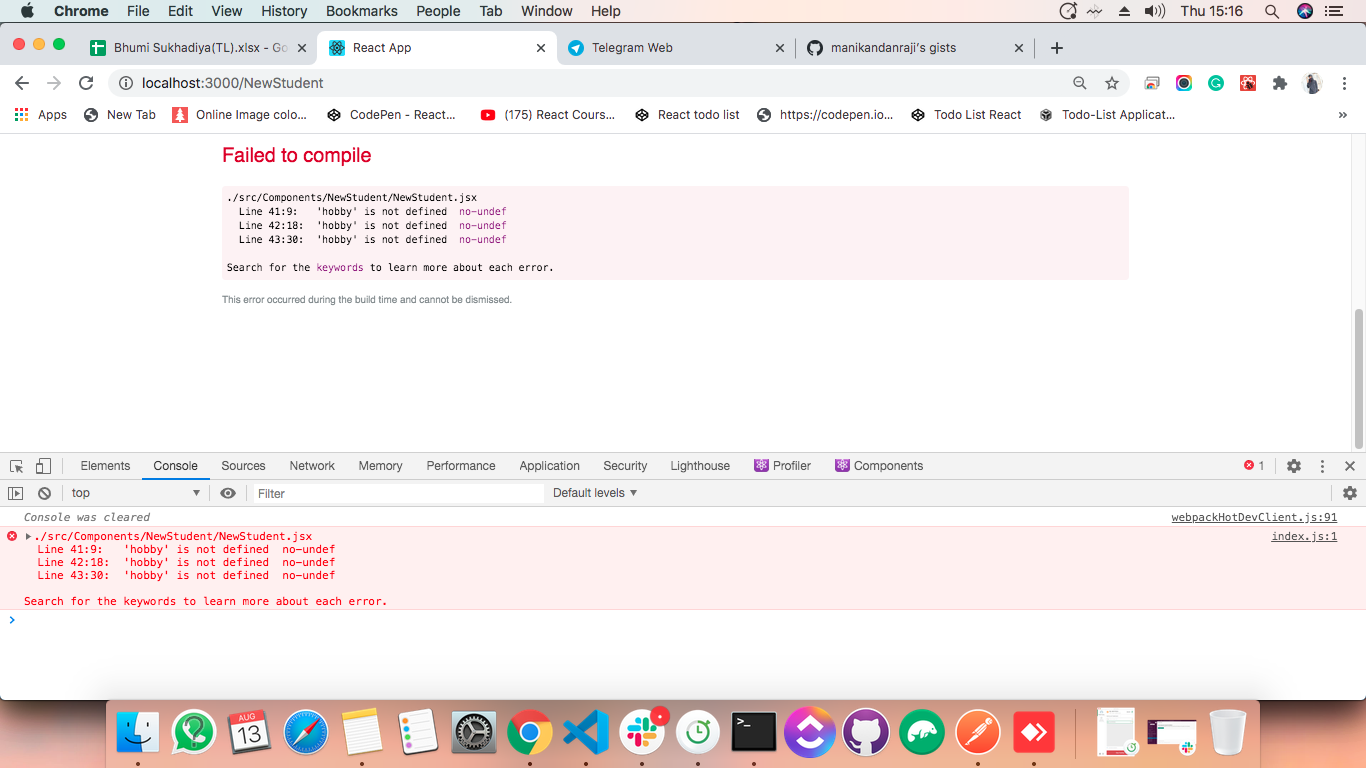 Chrome File Edit View History Bookmarks People Tab Window Help Thu 15:16
Bhumi Sukhadiya(TL).xlsx - Go React App Telegram Web manikandanraji's gists
localhost:3000/NewStudent
Apps New Tab Online Image colo... CodePen - React... (175) React Cours... React todo list https://codepen.io... Todo List React Todo-List Applicat... »
Failed to compile
./src/Components/NewStudent/NewStudent.jsx
Line 41:9: 'hobby' is not defined no-undef
Line 42:18: 'hobby' is not defined no-undef
Line 43:30: 'hobby' is not defined no-undef
Search for the keywords to learn more about each error.
This error occurred during the build time and cannot be dismissed.
Elements Console Sources Network Memory Performance Application Security Lighthouse Profiler Components 1
top Filter Default levels
Console was cleared webpackHotDevClient.js:91
./src/Components/NewStudent/NewStudent.jsx index.js:1
Line 41:9: 'hobby' is not defined no-undef
Line 42:18: 'hobby' is not defined no-undef
Line 43:30: 'hobby' is not defined no-undef
Search for the keywords to learn more about each error.
AUG
13